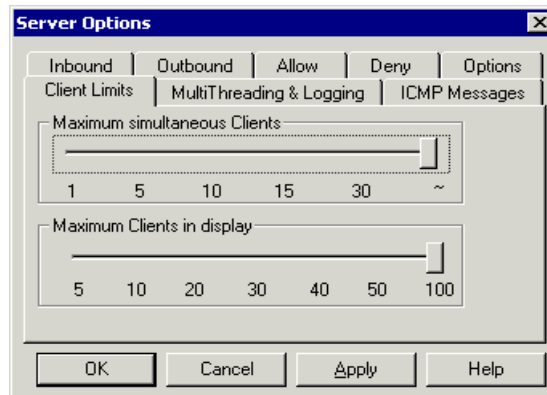 Server Options
Inbound Outbound Allow Deny Options
Client Limits MultiThreading & Logging ICMP Messages
Maximum simultaneous Clients
1 5 10 15 30 ~
Maximum Clients in display
5 10 20 30 40 50 100
OK Cancel Apply Help